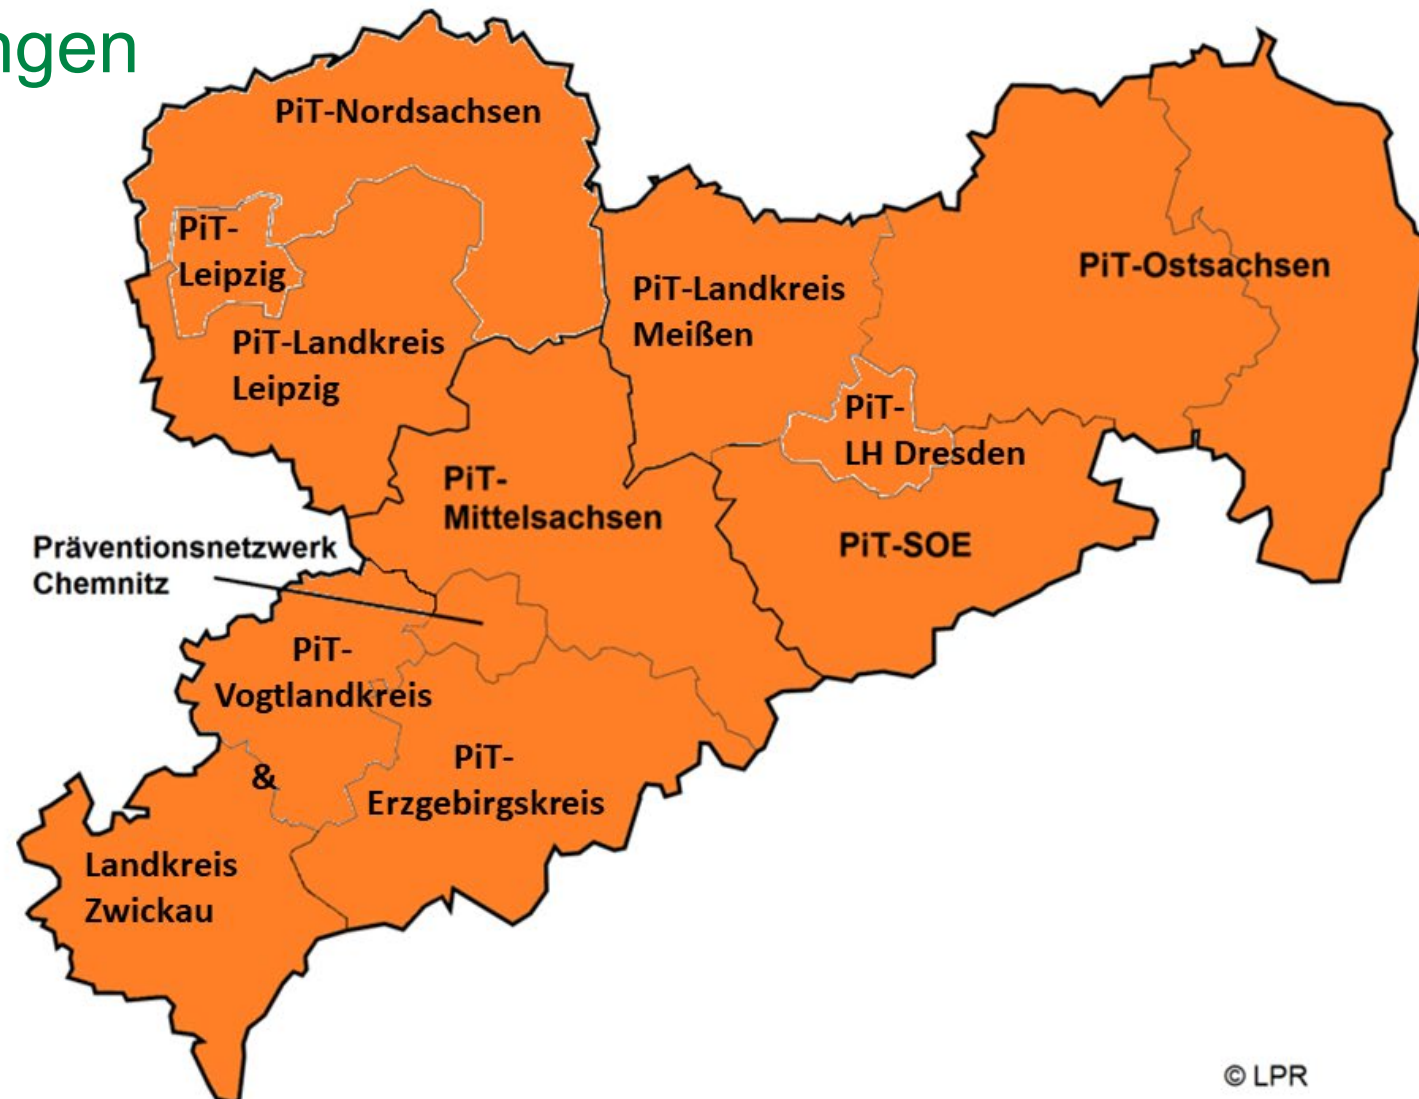 ngen
PiT-Nordsachsen
PiT-
Leipzig
PiT-Landkreis
Leipzig
PiT-Landkreis
Meißen
PiT-Ostsachsen
PiT-
LH Dresden
PiT-
Mittelsachsen
PiT-SOE
Präventionsnetzwerk
Chemnitz
PiT-
Vogtlandkreis
&
Landkreis
Zwickau
PiT-
Erzgebirgskreis
© LPR